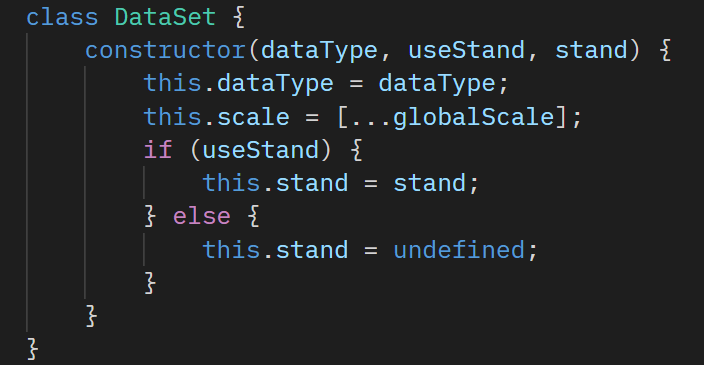 class DataSet {
    constructor(dataType, useStand, stand) {
        this.dataType = dataType;
        this.scale = [...globalScale];
        if (useStand) {
            this.stand = stand;
        } else {
            this.stand = undefined;
        }
    }
}